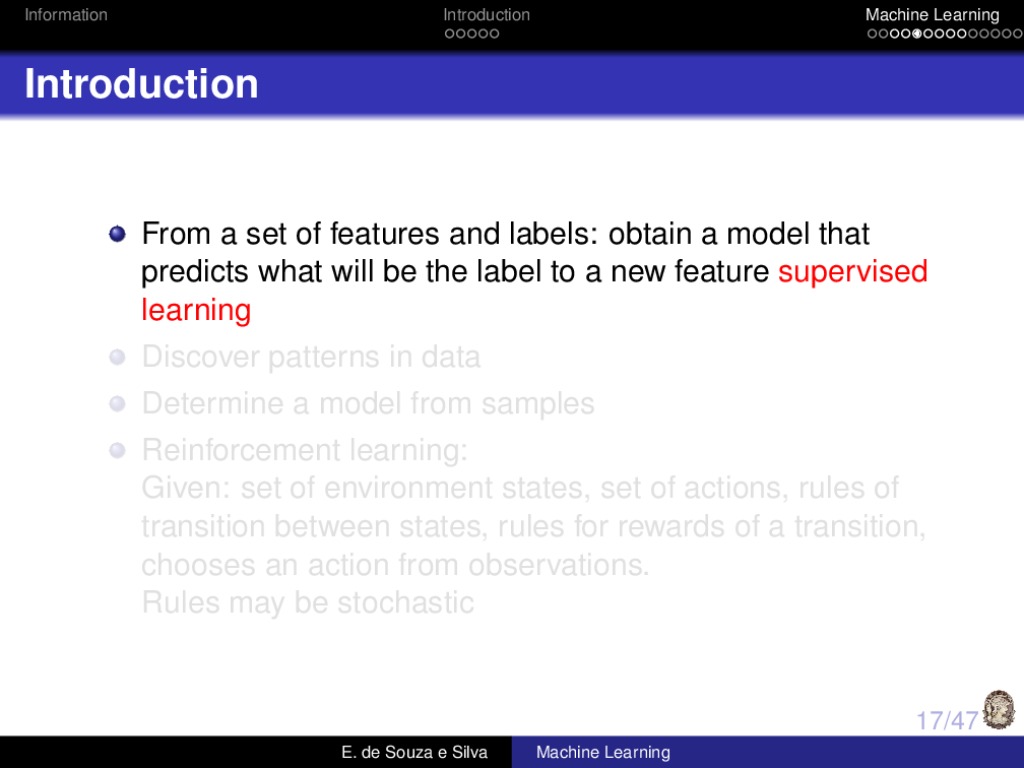 Information
Introduction
Machine Learning
Introduction
From a set of features and labels: obtain a model that
predicts what will be the label to a new feature supervised
learning
Discover patterns in data
Determine a model from samples
Reinforcement learning:
Given: set of environment states, set of actions, rules of
transition between states, rules for rewards of a transition,
chooses an action from observations.
Rules may be stochastic
17/47
E. de Souza e Silva
Machine Learning